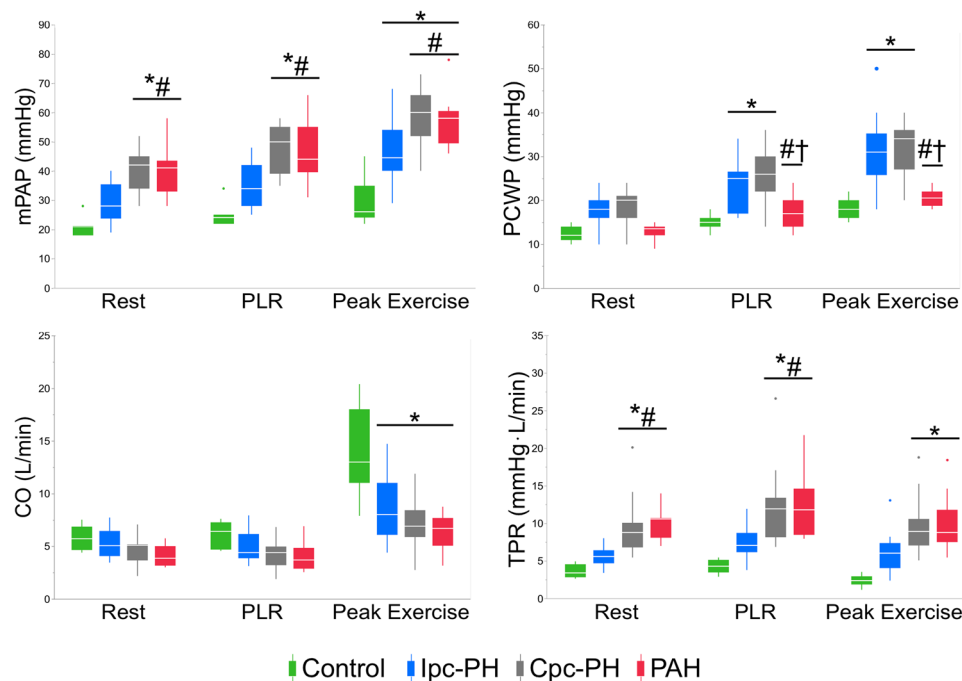 mPAP (mmHg)
90
80
70
60
50
40
30
20
10
0
*#
*#
*
#
Rest
PLR
Peak Exercise
PCWP (mmHg)
60
50
40
30
20
10
0
*
#†
*
#†
Rest
PLR
Peak Exercise
CO (L/min)
25
20
15
10
5
0
*
Rest
PLR
Peak Exercise
TPR (mmHg·L/min)
35
30
25
20
15
10
5
0
*#
*#
*
Rest
PLR
Peak Exercise
Control
Ipc-PH
Cpc-PH
PAH